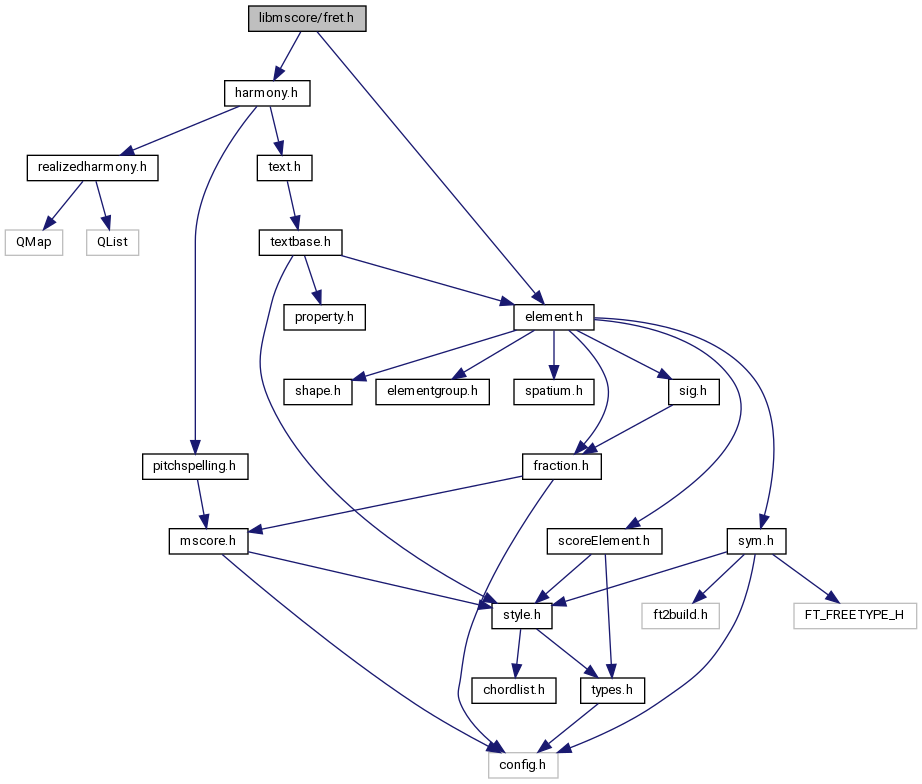 libmscore/fret.h
harmony.h
realizedharmony.h
text.h
QMap
QList
textbase.h
property.h
element.h
shape.h
elementgroup.h
spatium.h
sig.h
pitchspelling.h
fraction.h
mscore.h
scoreElement.h
sym.h
style.h
ft2build.h
FT_FREETYPE_H
chordlist.h
types.h
config.h